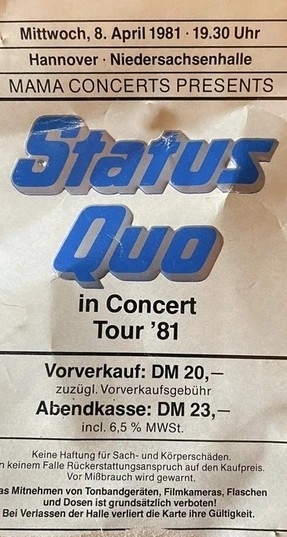 Mittwoch, 8. April 1981 · 19.30 Uhr
Hannover · Niedersachsenhalle
MAMA CONCERTS PRESENTS
Status
Quo
in Concert
Tour '81
Vorverkauf: DM 20,—
zuzügl. Vorverkaufsgebühr
Abendkasse: DM 23,—
incl. 6,5 % MWSt.
Keine Haftung für Sach- und Körperschäden.
n keinem Falle Rückerstattungsanspruch auf den Kaufpreis.
Vor Mißbrauch wird gewarnt.
as Mitnehmen von Tonbandgeräten, Filmkameras, Flaschen
und Dosen ist grundsätzlich verboten!
Bei Verlassen der Halle verliert die Karte ihre Gültigkeit.